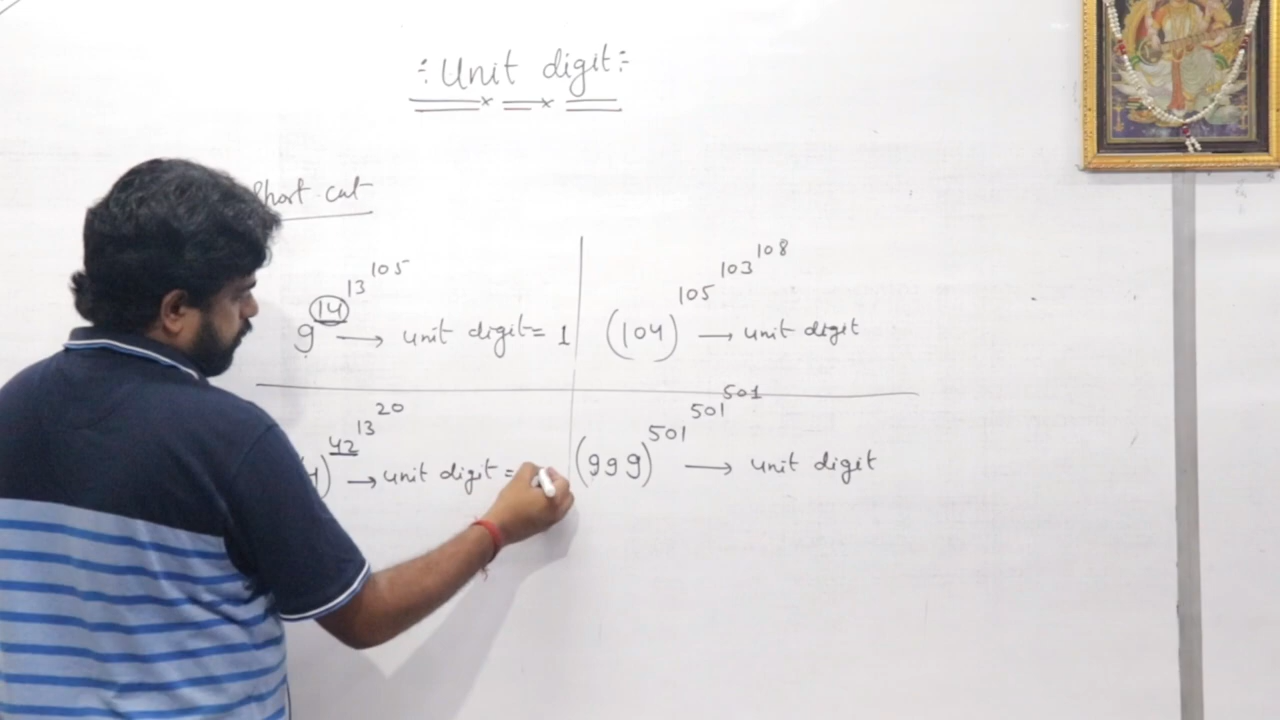 :Unit digit:
Short cut
9^14^13^105 → unit digit = 1
(104)^105^103^108 → unit digit
4)^42^13^20 → unit digit =
(999)^501^501^501 → unit digit